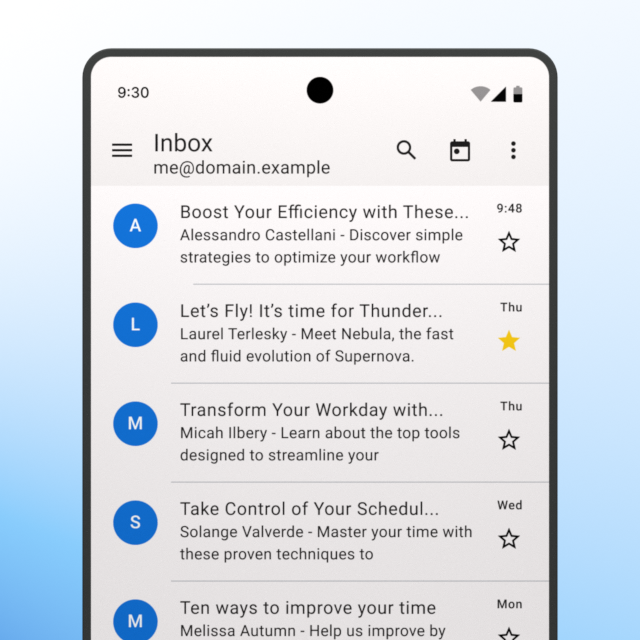 9:30
Inbox
me@domain.example
A
Boost Your Efficiency with These...
9:48
Alessandro Castellani - Discover simple
strategies to optimize your workflow
L
Let’s Fly! It’s time for Thunder...
Thu
Laurel Terlesky - Meet Nebula, the fast
and fluid evolution of Supernova.
M
Transform Your Workday with...
Thu
Micah Ilbery - Learn about the top tools
designed to streamline your
S
Take Control of Your Schedul...
Wed
Solange Valverde - Master your time with
these proven techniques to
M
Ten ways to improve your time
Mon
Melissa Autumn - Help us improve by